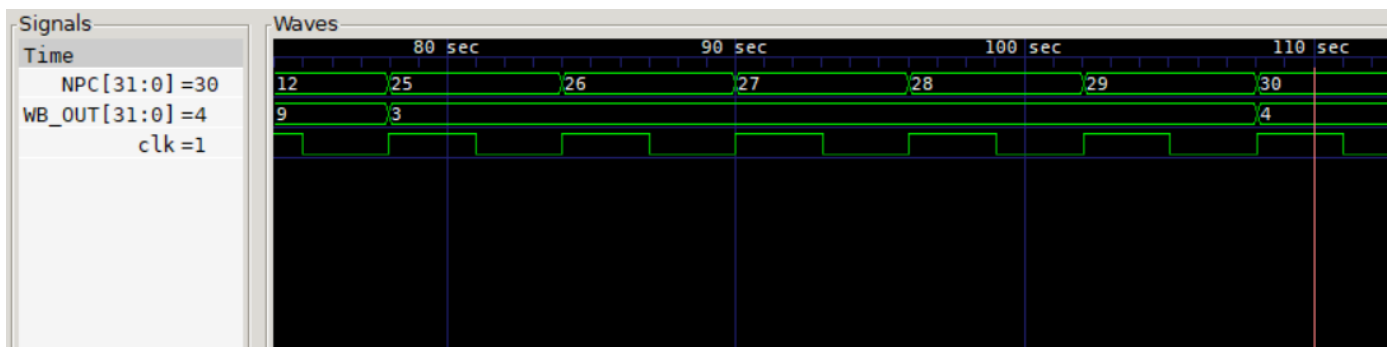 Signals Waves
Time 80 sec 90 sec 100 sec 110 sec
NPC[31:0] =30 12 25 26 27 28 29 30
WB_OUT[31:0] =4 9 3 4
clk =1